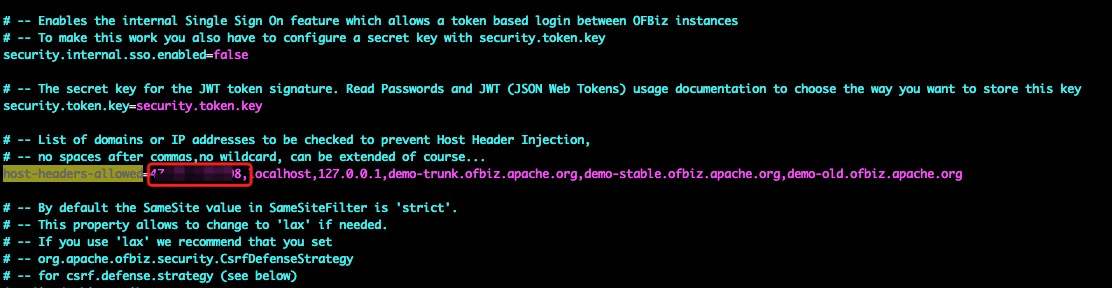 # -- Enables the internal Single Sign On feature which allows a token based login between OFBiz instances
# -- To make this work you also have to configure a secret key with security.token.key
security.internal.sso.enabled=false
# -- The secret key for the JWT token signature. Read Passwords and JWT (JSON Web Tokens) usage documentation to choose the way you want to store this key
security.token.key=security.token.key
# -- List of domains or IP addresses to be checked to prevent Host Header Injection,
# -- no spaces after commas,no wildcard, can be extended of course...
host-headers-allowed=localhost,127.0.0.1,demo-trunk.ofbiz.apache.org,demo-stable.ofbiz.apache.org,demo-old.ofbiz.apache.org
# -- By default the SameSite value in SameSiteFilter is 'strict'.
# -- This property allows to change to 'lax' if needed.
# -- If you use 'lax' we recommend that you set
# -- org.apache.ofbiz.security.CsrfDefenseStrategy
# -- for csrf.defense.strategy (see below)